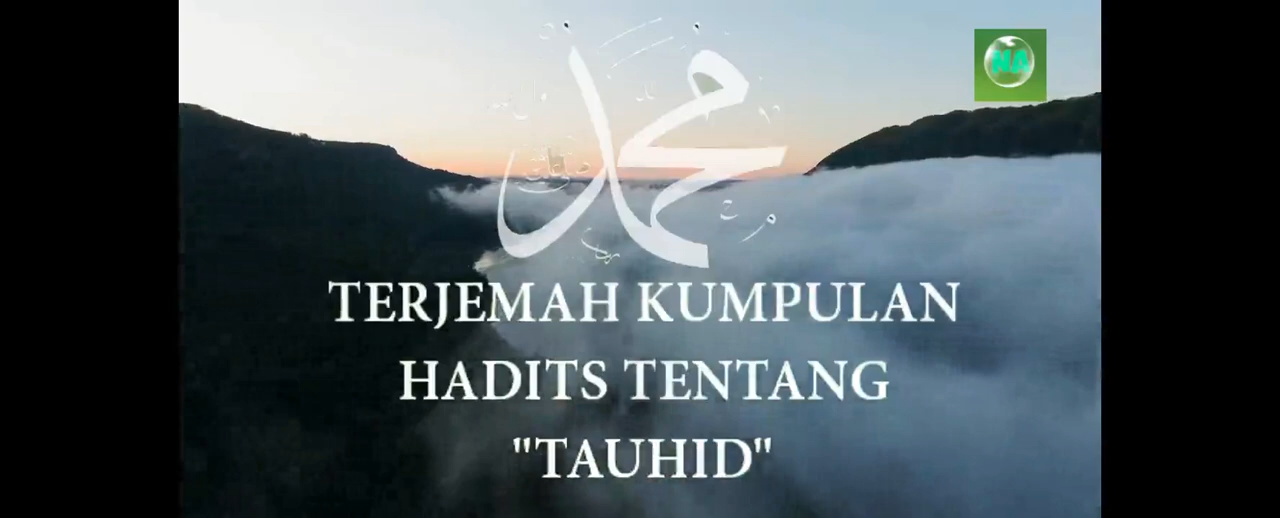 محمد
NA
TERJEMAH KUMPULAN
HADITS TENTANG
"TAUHID"